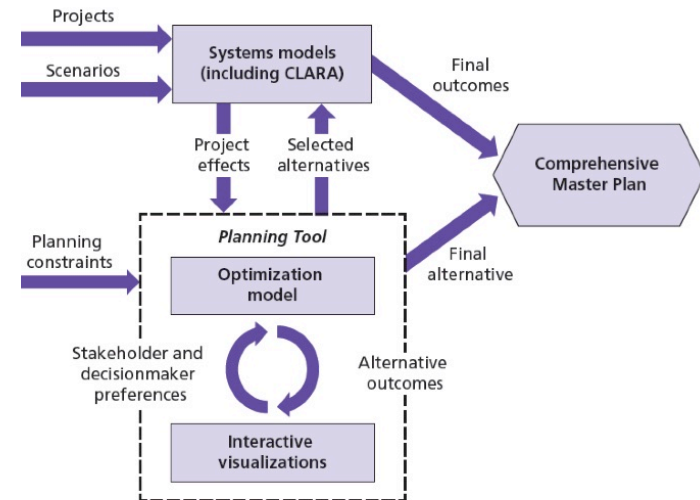 Projects
Scenarios
Systems models
(including CLARA)
Final
outcomes
Project
effects
Selected
alternatives
Comprehensive
Master Plan
Planning
constraints
Planning Tool
Optimization
model
Final
alternative
Stakeholder and
decisionmaker
preferences
Alternative
outcomes
Interactive
visualizations